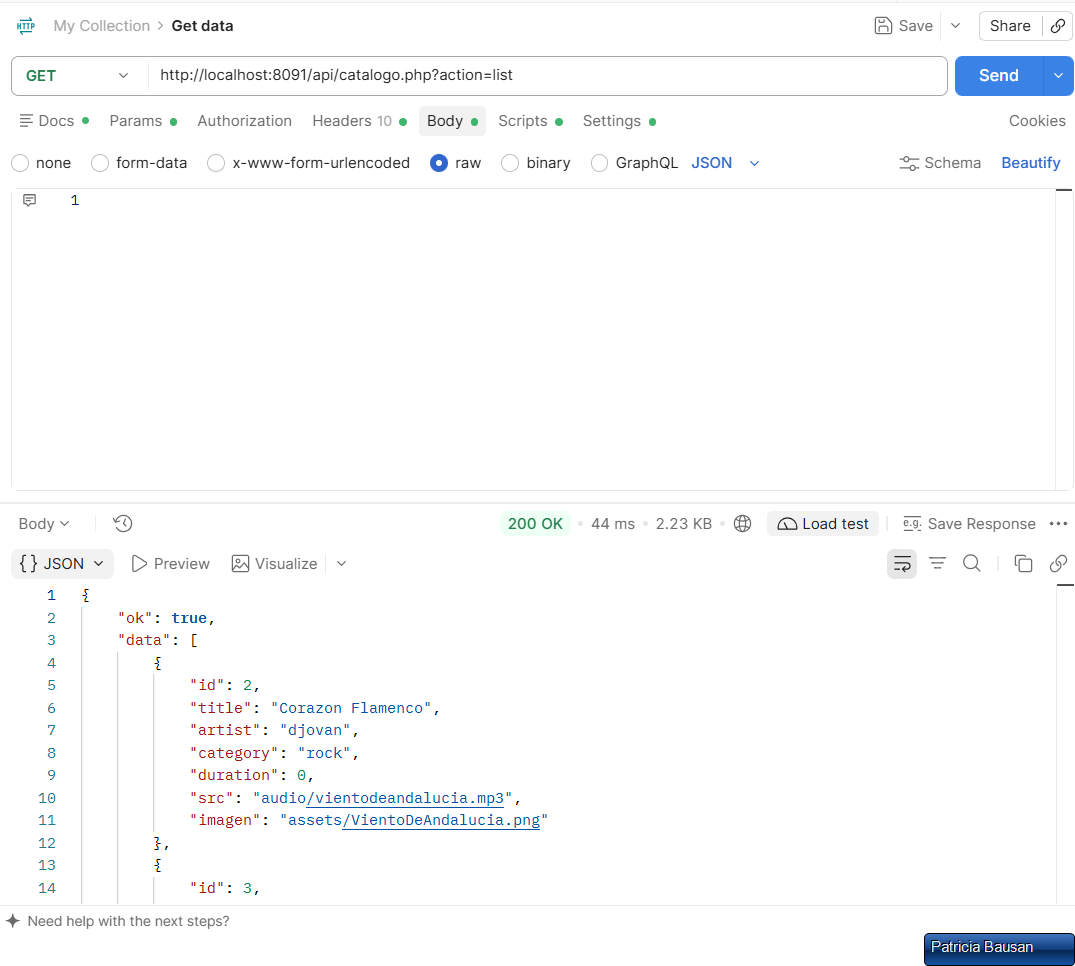 HTTP My Collection > Get data Save Share
GET http://localhost:8091/api/catalogo.php?action=list Send
Docs Params Authorization Headers 10 Body Scripts Settings Cookies
none form-data x-www-form-urlencoded raw binary GraphQL JSON Schema Beautify
1
Body 200 OK 44 ms 2.23 KB Load test e.g. Save Response
{} JSON Preview Visualize
1 {
2 "ok": true,
3 "data": [
4 {
5 "id": 2,
6 "title": "Corazon Flamenco",
7 "artist": "djovan",
8 "category": "rock",
9 "duration": 0,
10 "src": "audio/vientodeandalucia.mp3",
11 "imagen": "assets/VientoDeAndalucia.png"
12 },
13 {
14 "id": 3,
Need help with the next steps?
Patricia Bausan